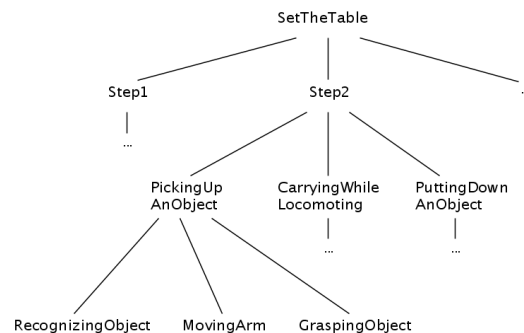 SetTheTable
Step1
Step2
...
PickingUp
AnObject
CarryingWhile
Locomoting
PuttingDown
AnObject
...
...
RecognizingObject
MovingArm
GraspingObject